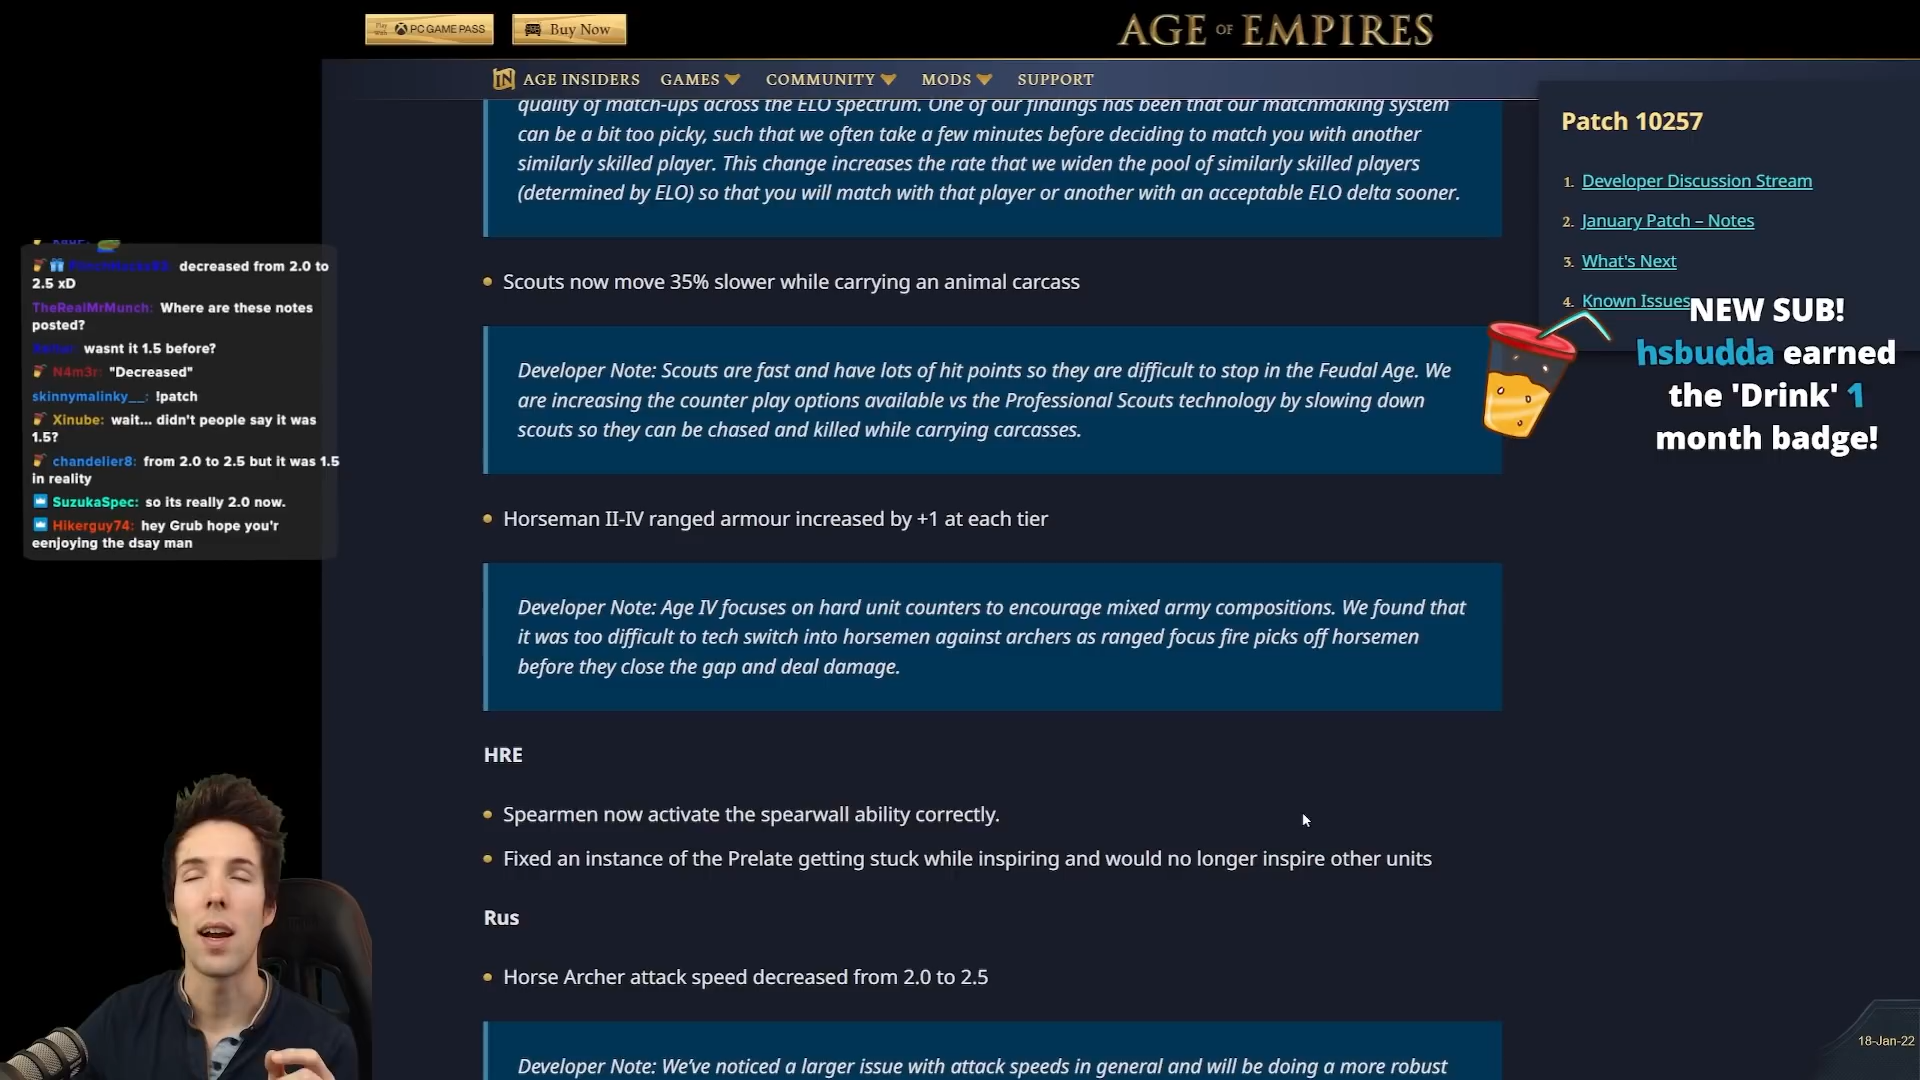 Play with PC GAME PASS
Buy Now
AGE OF EMPIRES
AGE INSIDERS GAMES COMMUNITY MODS SUPPORT
quality of match-ups across the ELO spectrum. One of our findings has been that our matchmaking system
can be a bit too picky, such that we often take a few minutes before deciding to match you with another
similarly skilled player. This change increases the rate that we widen the pool of similarly skilled players
(determined by ELO) so that you will match with that player or another with an acceptable ELO delta sooner.
• Scouts now move 35% slower while carrying an animal carcass
Developer Note: Scouts are fast and have lots of hit points so they are difficult to stop in the Feudal Age. We
are increasing the counter play options available vs the Professional Scouts technology by slowing down
scouts so they can be chased and killed while carrying carcasses.
• Horseman II-IV ranged armour increased by +1 at each tier
Developer Note: Age IV focuses on hard unit counters to encourage mixed army compositions. We found that
it was too difficult to tech switch into horsemen against archers as ranged focus fire picks off horsemen
before they close the gap and deal damage.
HRE
• Spearmen now activate the spearwall ability correctly.
• Fixed an instance of the Prelate getting stuck while inspiring and would no longer inspire other units
Rus
• Horse Archer attack speed decreased from 2.0 to 2.5
Developer Note: We've noticed a larger issue with attack speeds in general and will be doing a more robust
Patch 10257
1. Developer Discussion Stream
2. January Patch – Notes
3. What's Next
4. Known Issues
NEW SUB!
hsbudda earned
the 'Drink' 1
month badge!
decreased from 2.0 to
2.5 xD
TheRealMrMunch: Where are these notes
posted?
wasnt it 1.5 before?
N4m3r: "Decreased"
skinnymalinky__: !patch
Xinube: wait... didn't people say it was
1.5?
chandelier8: from 2.0 to 2.5 but it was 1.5
in reality
SuzukaSpec: so its really 2.0 now.
Hikerguy74: hey Grub hope you'r
eenjoying the dsay man
18-Jan-22